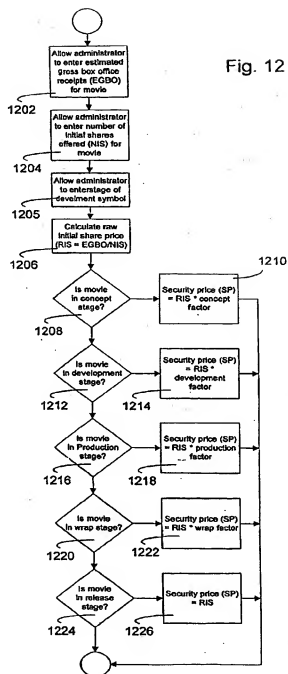 Fig. 12
Allow administrator
to enter estimated
gross box office
receipts (EGBO)
for movie
1202
Allow administrator
to enter number of
initial shares
offered (NIS) for
movie
1204
Allow administrator
to enterstage of
develment symbol
1205
Calculate raw
initial share price
(RIS = EGBO/NIS)
1206
Is movie
in concept
stage?
1208
1210
Security price (SP)
= RIS * concept
factor
Is movie
in development
stage?
1212
Security price (SP)
= RIS *
development
factor
1214
Is movie
in Production
stage?
1216
Security price (SP)
= RIS * production
factor
1218
Is movie
in wrap stage?
1220
Security price (SP)
= RIS * wrap factor
1222
Is movie
in release
stage?
1224
Security price (SP)
= RIS
1226